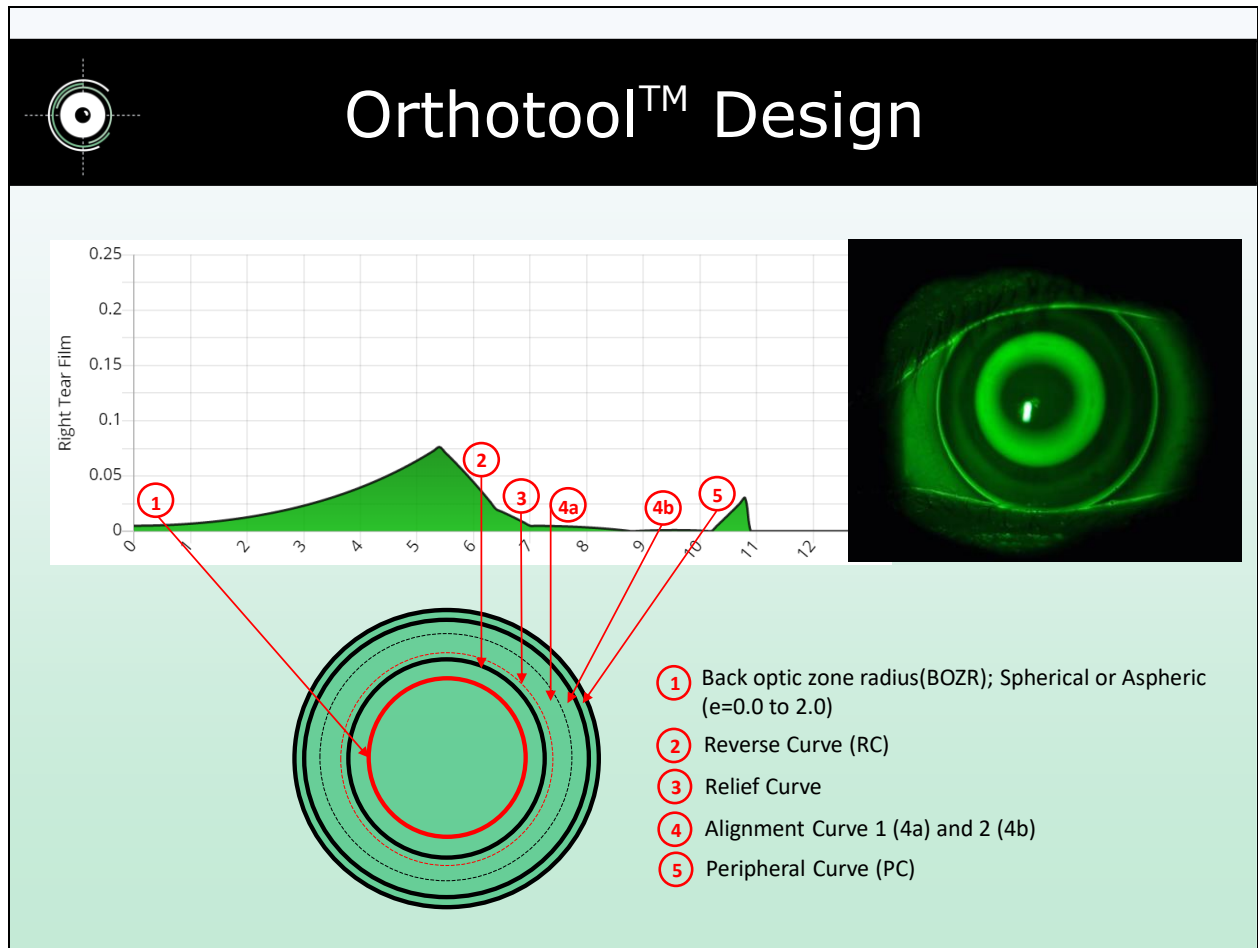 Orthotool™ Design
0.25
0.2
0.15
0.1
0.05
0
Right Tear Film
0 1 2 3 4 5 6 7 8 9 10 11 12
1
2
3
4a
4b
5
1 Back optic zone radius(BOZR); Spherical or Aspheric
(e=0.0 to 2.0)
2 Reverse Curve (RC)
3 Relief Curve
4 Alignment Curve 1 (4a) and 2 (4b)
5 Peripheral Curve (PC)